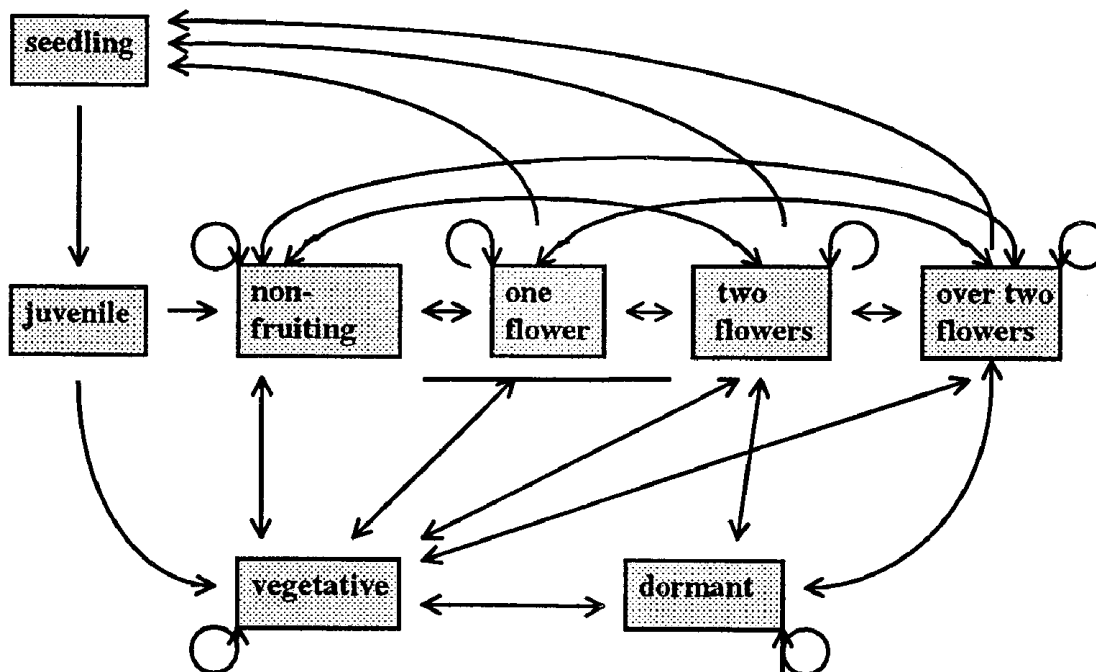 seedling
juvenile
non-
fruiting
one
flower
two
flowers
over two
flowers
vegetative
dormant